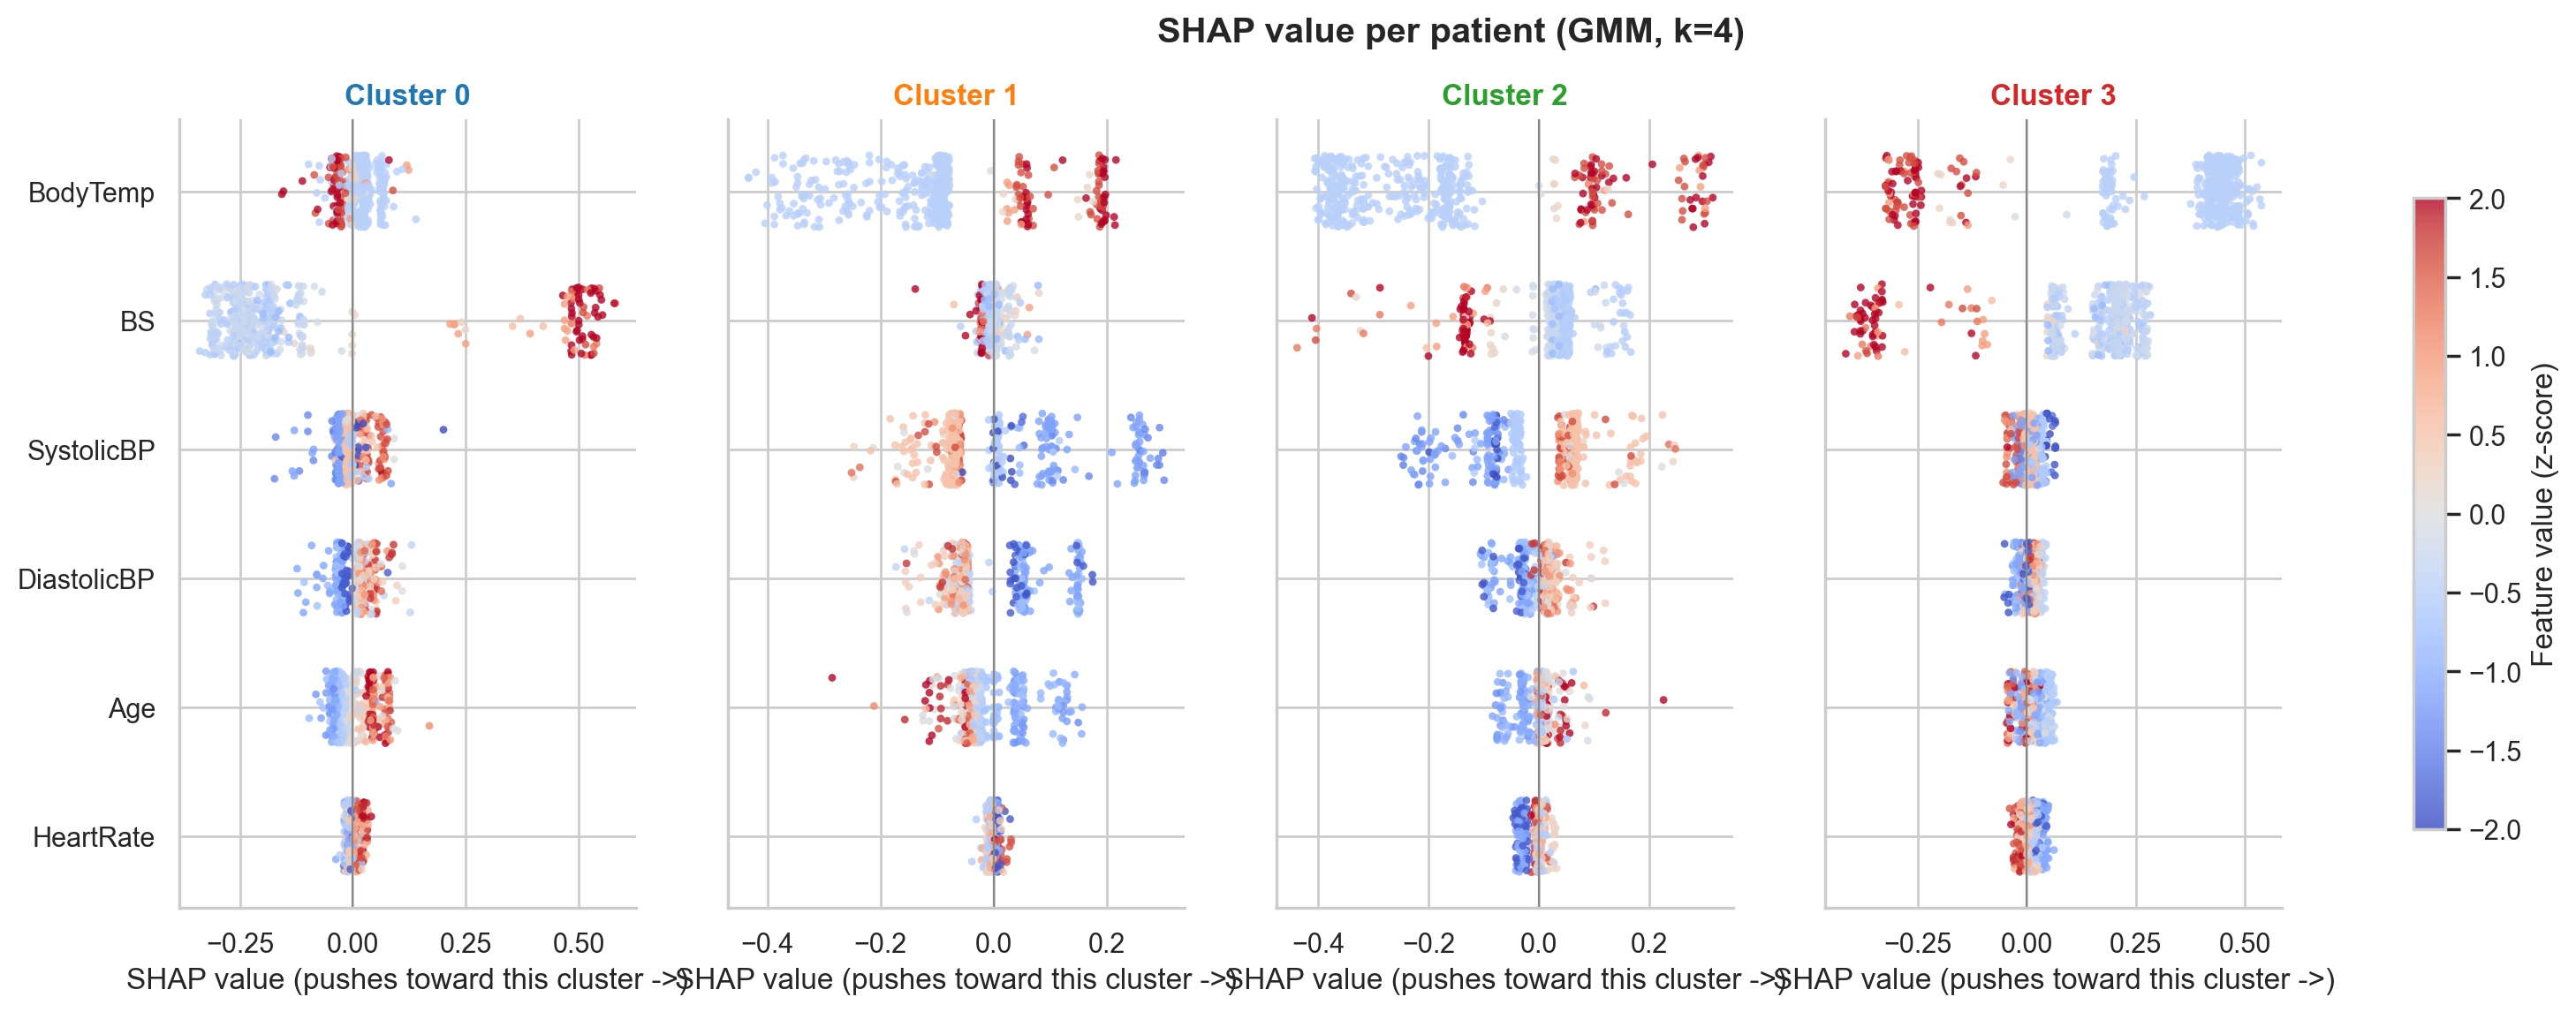 SHAP value per patient (GMM, k=4)
Cluster 0
Cluster 1
Cluster 2
Cluster 3
BodyTemp
BS
SystolicBP
DiastolicBP
Age
HeartRate
−0.25 0.00 0.25 0.50
−0.4 −0.2 0.0 0.2
−0.4 −0.2 0.0 0.2
−0.25 0.00 0.25 0.50
SHAP value (pushes toward this cluster ->)
SHAP value (pushes toward this cluster ->)
SHAP value (pushes toward this cluster ->)
SHAP value (pushes toward this cluster ->)
2.0
1.5
1.0
0.5
0.0
−0.5
−1.0
−1.5
−2.0
Feature value (z-score)